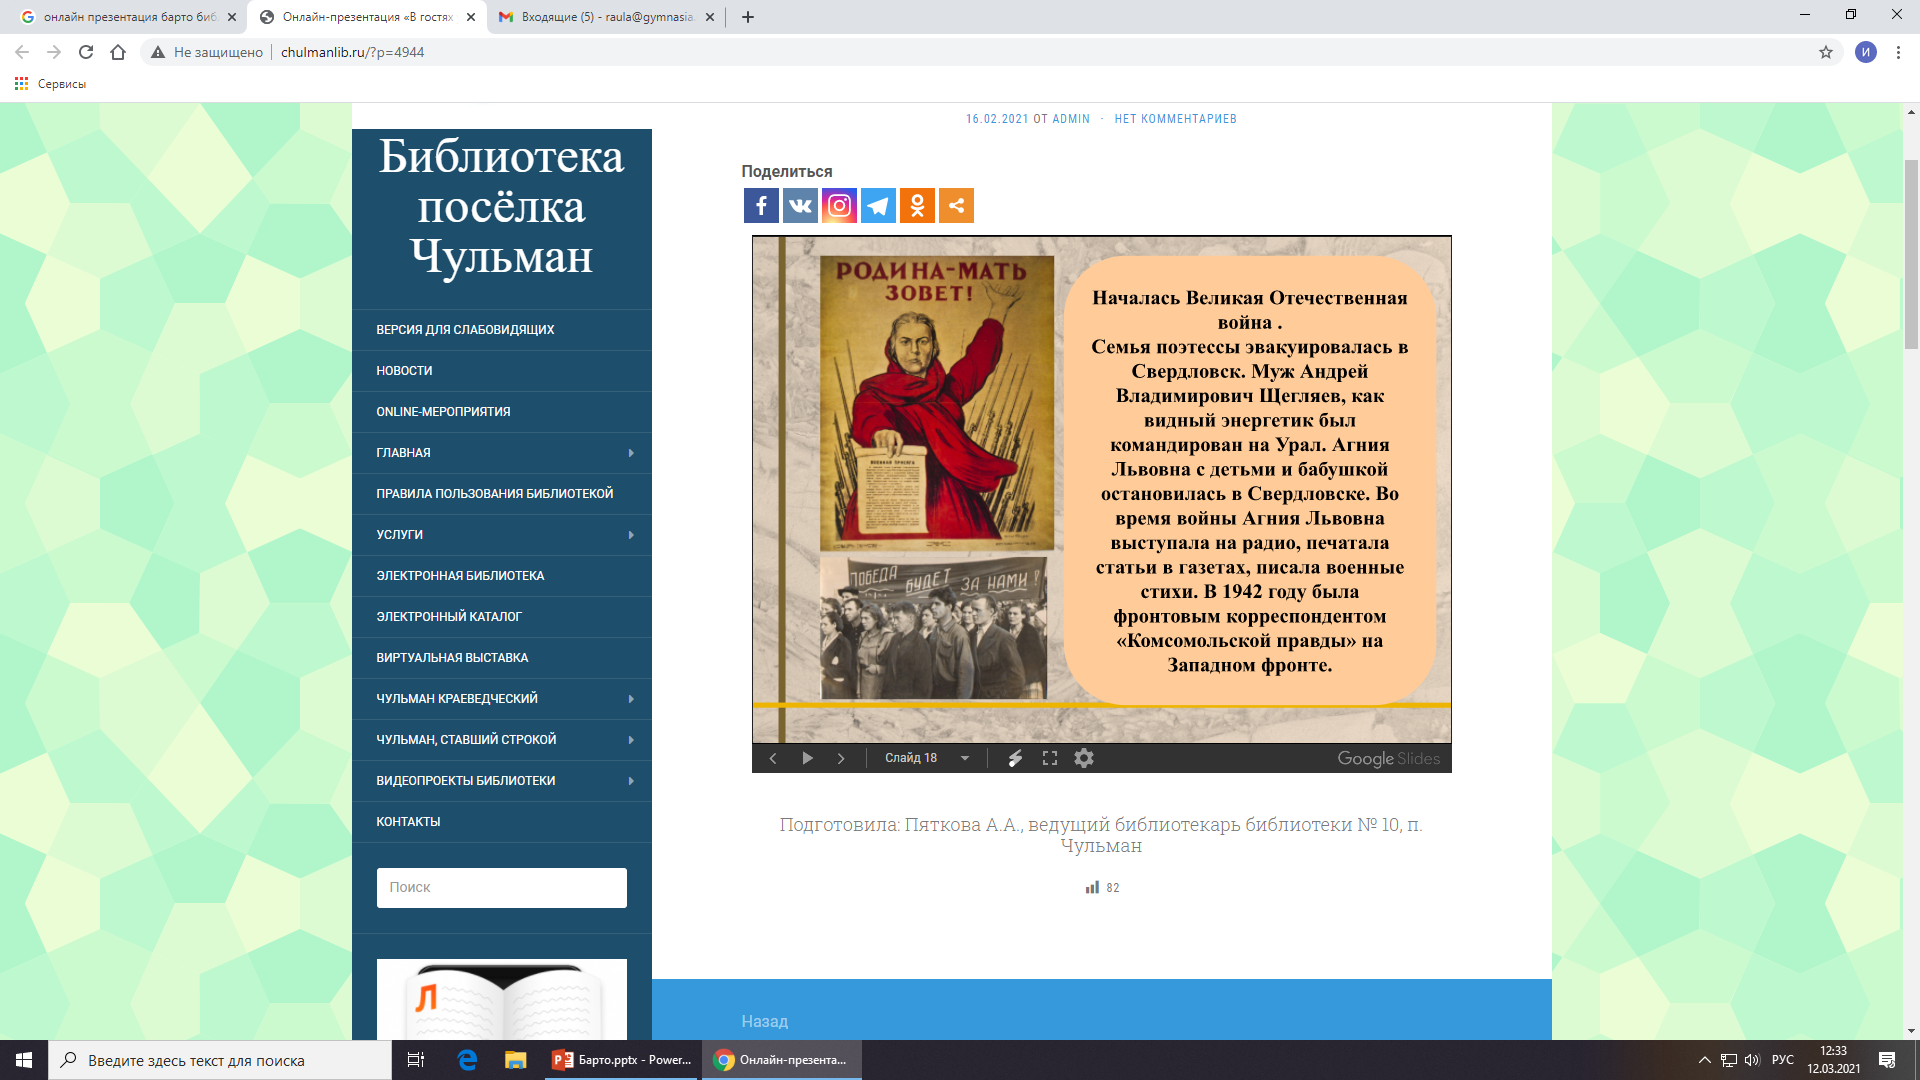 онлайн презентация барто биб
Онлайн-презентация «В гостях
Входящие (5) - raula@gymnasia
Не защищено
chulmanlib.ru/?p=4944
И
Сервисы
16.02.2021 ОТ ADMIN · НЕТ КОММЕНТАРИЕВ
Библиотека
посёлка
Чульман
ВЕРСИЯ ДЛЯ СЛАБОВИДЯЩИХ
НОВОСТИ
ONLINE-МЕРОПРИЯТИЯ
ГЛАВНАЯ
ПРАВИЛА ПОЛЬЗОВАНИЯ БИБЛИОТЕКОЙ
УСЛУГИ
ЭЛЕКТРОННАЯ БИБЛИОТЕКА
ЭЛЕКТРОННЫЙ КАТАЛОГ
ВИРТУАЛЬНАЯ ВЫСТАВКА
ЧУЛЬМАН КРАЕВЕДЧЕСКИЙ
ЧУЛЬМАН, СТАВШИЙ СТРОКОЙ
ВИДЕОПРОЕКТЫ БИБЛИОТЕКИ
КОНТАКТЫ
Поиск
Л
Поделиться
РОДИНА-МАТЬ
ЗОВЕТ!
ВОЕННАЯ ПРИСЯГА
ПОБЕДА БУДЕТ ЗА НАМИ!
Началась Великая Отечественная
война .
Семья поэтессы эвакуировалась в
Свердловск. Муж Андрей
Владимирович Щегляев, как
видный энергетик был
командирован на Урал. Агния
Львовна с детьми и бабушкой
остановилась в Свердловске. Во
время войны Агния Львовна
выступала на радио, печатала
статьи в газетах, писала военные
стихи. В 1942 году была
фронтовым корреспондентом
«Комсомольской правды» на
Западном фронте.
Слайд 18
Google Slides
Подготовила: Пяткова А.А., ведущий библиотекарь библиотеки № 10, п.
Чульман
82
Назад
Введите здесь текст для поиска
Барто.pptx - Power...
Онлайн-презента...
РУС
12:33
12.03.2021